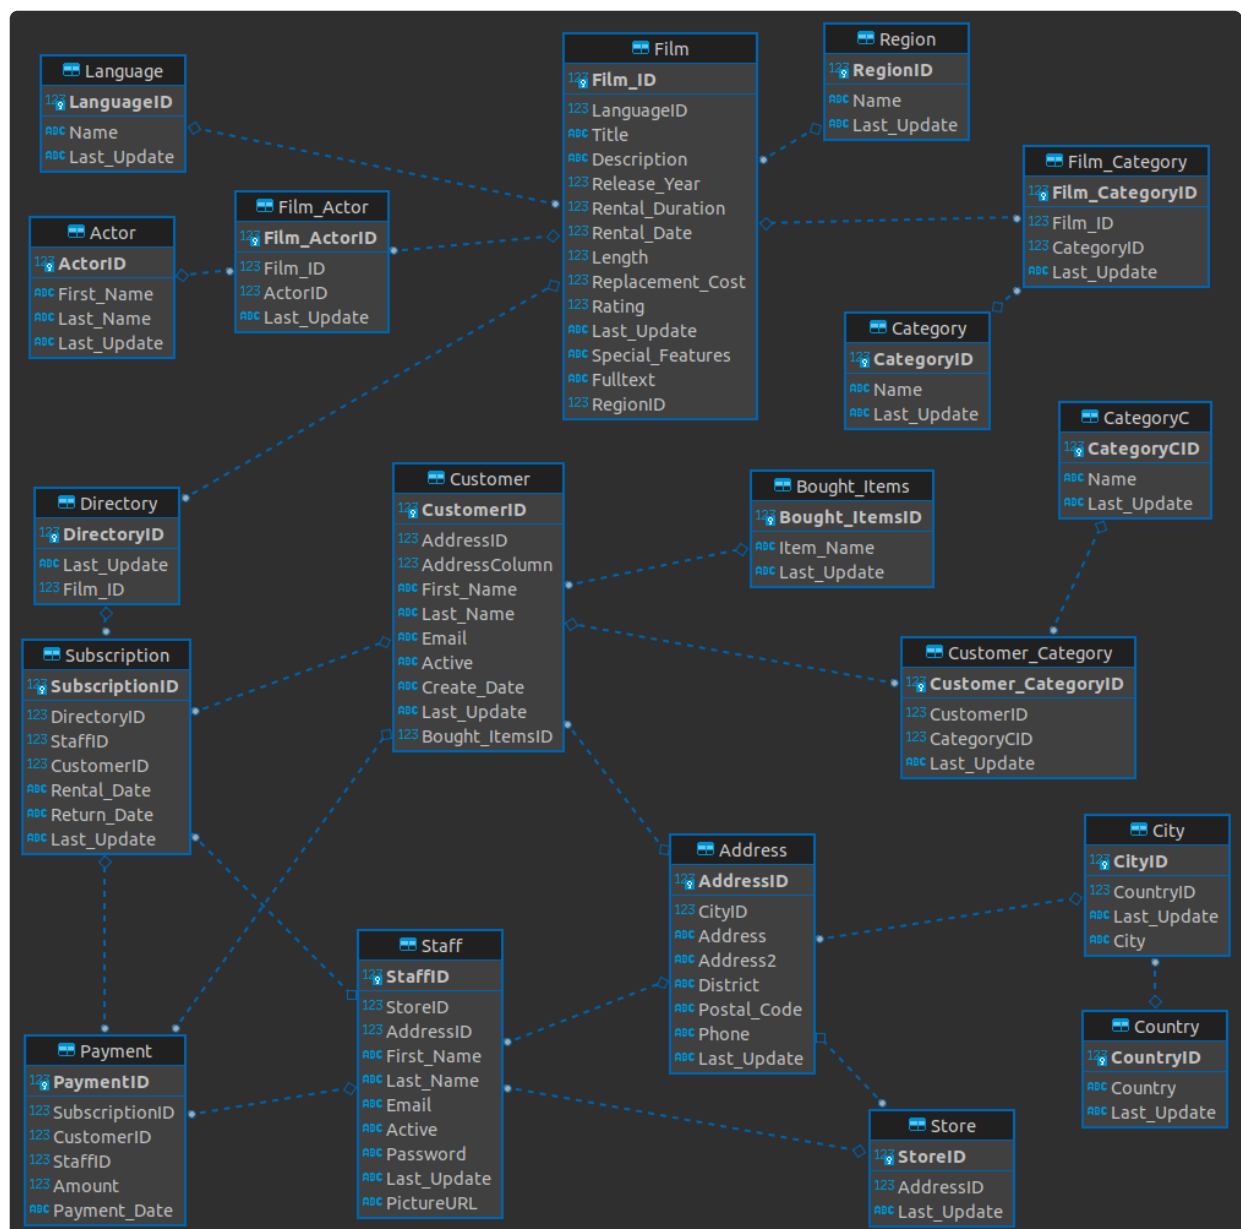 Language
LanguageID
Name
Last_Update
Film
Film_ID
LanguageID
Title
Description
Release_Year
Rental_Duration
Rental_Date
Length
Replacement_Cost
Rating
Last_Update
Special_Features
Fulltext
RegionID
Region
RegionID
Name
Last_Update
Film_Category
Film_CategoryID
Film_ID
CategoryID
Last_Update
Actor
ActorID
First_Name
Last_Name
Last_Update
Film_Actor
Film_ActorID
Film_ID
ActorID
Last_Update
Category
CategoryID
Name
Last_Update
CategoryC
CategoryCID
Name
Last_Update
Directory
DirectoryID
Last_Update
Film_ID
Customer
CustomerID
AddressID
AddressColumn
First_Name
Last_Name
Email
Active
Create_Date
Last_Update
Bought_ItemsID
Bought_Items
Bought_ItemsID
Item_Name
Last_Update
Subscription
SubscriptionID
DirectoryID
StaffID
CustomerID
Rental_Date
Return_Date
Last_Update
Customer_Category
Customer_CategoryID
CustomerID
CategoryCID
Last_Update
Address
AddressID
CityID
Address
Address2
District
Postal_Code
Phone
Last_Update
City
CityID
CountryID
Last_Update
City
Staff
StaffID
StoreID
AddressID
First_Name
Last_Name
Email
Active
Password
Last_Update
PictureURL
Country
CountryID
Country
Last_Update
Payment
PaymentID
SubscriptionID
CustomerID
StaffID
Amount
Payment_Date
Store
StoreID
AddressID
Last_Update